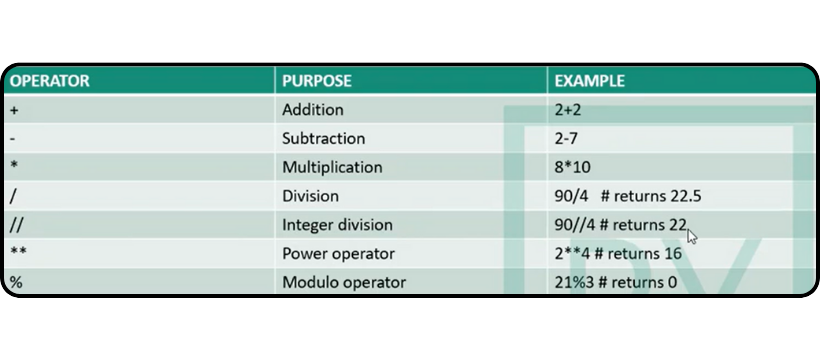 OPERATOR PURPOSE EXAMPLE
+ Addition 2+2
- Subtraction 2-7
* Multiplication 8*10
/ Division 90/4 # returns 22.5
// Integer division 90//4 # returns 22
** Power operator 2**4 # returns 16
% Modulo operator 21%3 # returns 0